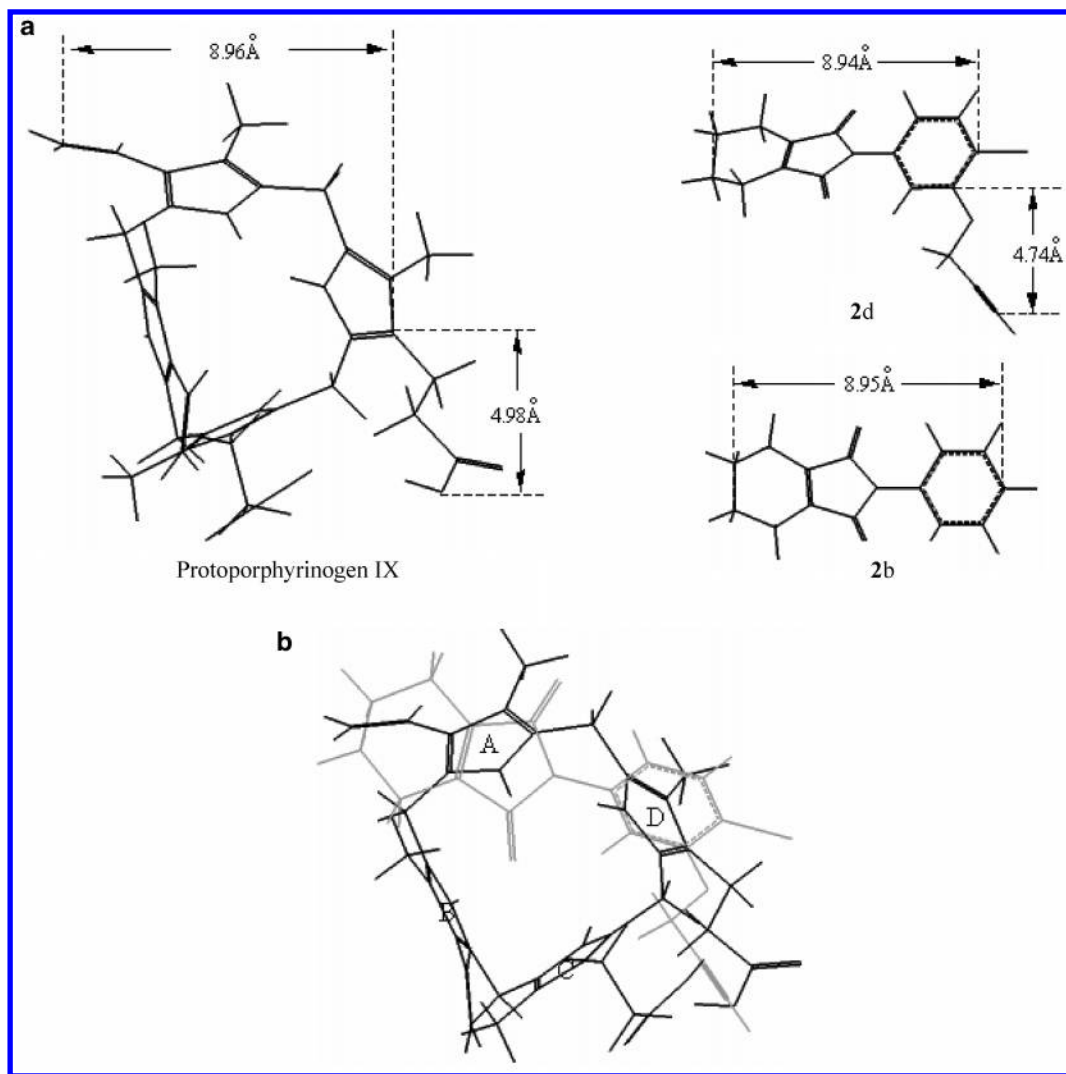 a
8.96Å
8.94Å
4.74Å
2d
4.98Å
8.95Å
Protoporphyrinogen IX
2b
b
A
D
B
C